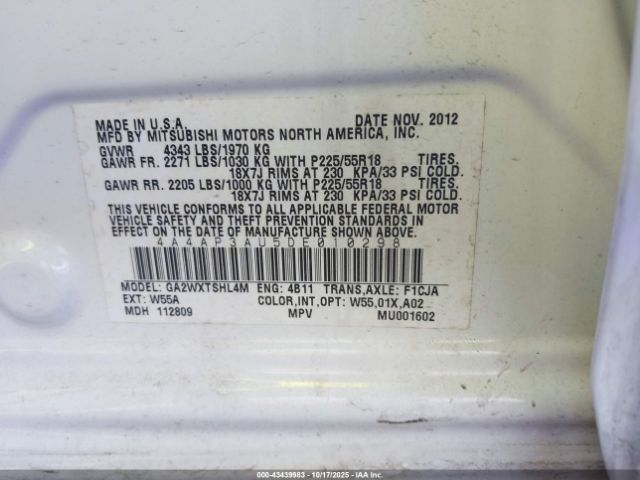 MADE IN U.S.A. DATE NOV. 2012
MFD BY MITSUBISHI MOTORS NORTH AMERICA, INC.
GVWR 4343 LBS/1970 KG
GAWR FR. 2271 LBS/1030 KG WITH P225/55R18 TIRES,
18X7J RIMS AT 230 KPA/33 PSI COLD.
GAWR RR. 2205 LBS/1000 KG WITH P225/55R18 TIRES,
18X7J RIMS AT 230 KPA/33 PSI COLD.
THIS VEHICLE CONFORMS TO ALL APPLICABLE FEDERAL MOTOR
VEHICLE SAFETY AND THEFT PREVENTION STANDARDS IN
EFFECT ON THE DATE OF MANUFACTURE SHOWN ABOVE.
4A4AP3AU5DE010298
MODEL: GA2WXTSHL4M ENG: 4B11 TRANS,AXLE: F1CJA
EXT: W55A COLOR,INT,OPT: W55,01X,A02
MDH 112809 MPV MU001602
000-43439983 - 10/17/2025 - IAAI.com